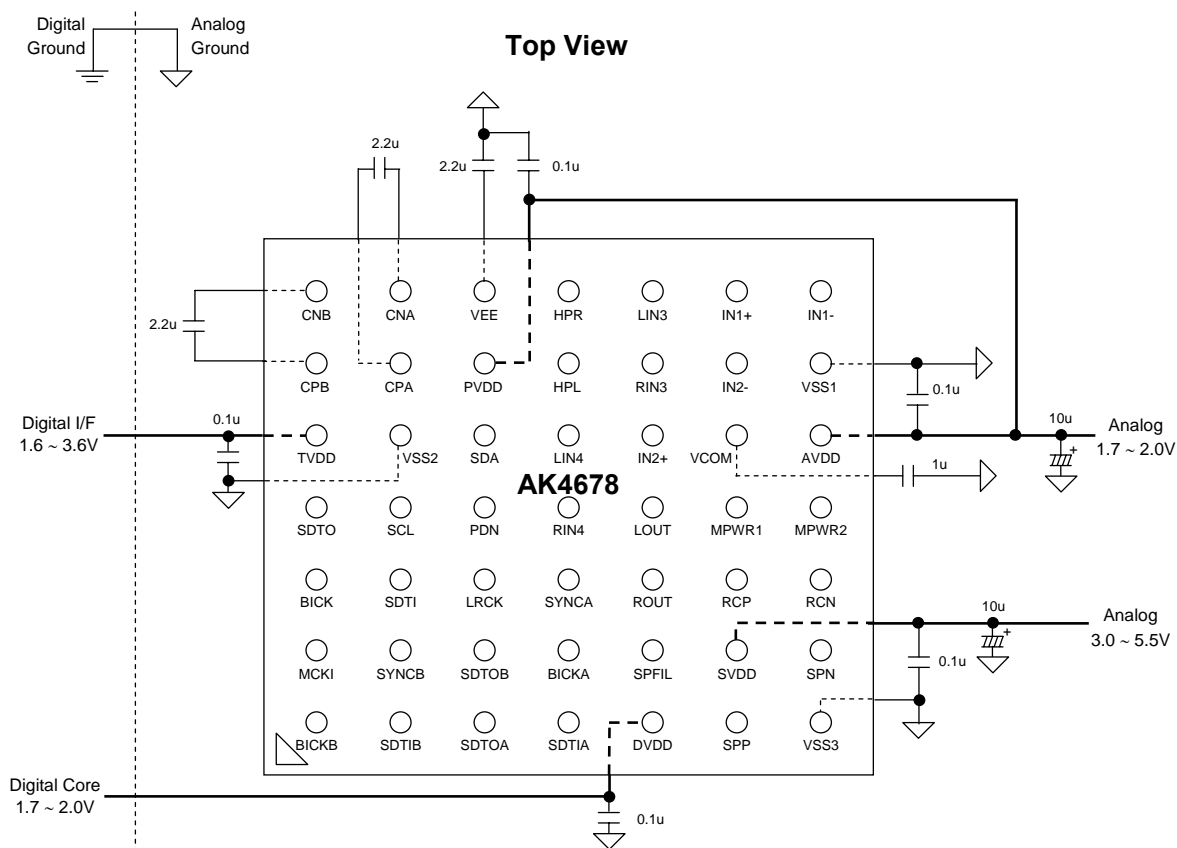 Digital
Ground
Analog
Ground
Top View
2.2u
2.2u
0.1u
CNB CNA VEE HPR LIN3 IN1+ IN1-
2.2u
CPB CPA PVDD HPL RIN3 IN2- VSS1
0.1u
Digital I/F
1.6 ~ 3.6V
0.1u
10u
Analog
1.7 ~ 2.0V
TVDD VSS2 SDA LIN4 IN2+ VCOM AVDD
1u
AK4678
SDTO SCL PDN RIN4 LOUT MPWR1 MPWR2
BICK SDTI LRCK SYNCA ROUT RCP RCN
10u
Analog
3.0 ~ 5.5V
0.1u
MCKI SYNCB SDTOB BICKA SPFIL SVDD SPN
BICKB SDTIB SDTOA SDTIA DVDD SPP VSS3
Digital Core
1.7 ~ 2.0V
0.1u